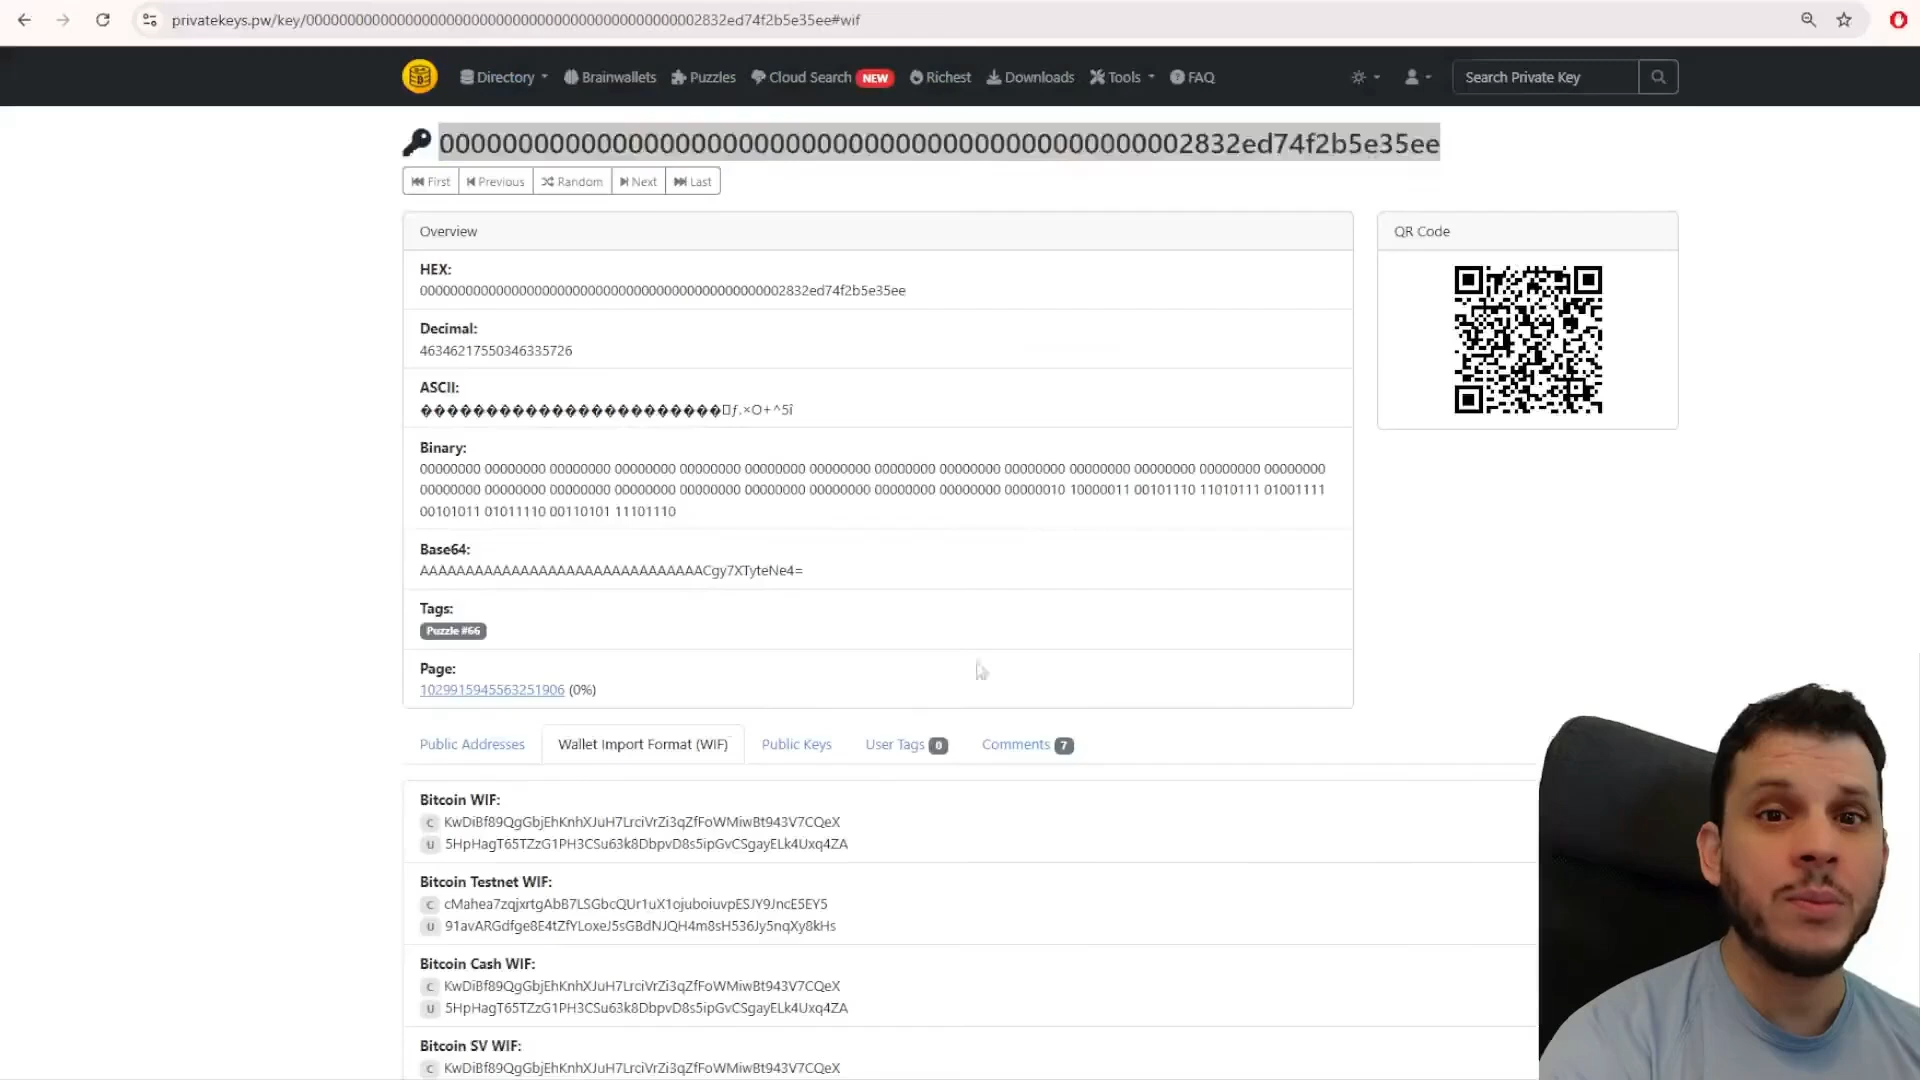 privatekeys.pw/key/0000000000000000000000000000000000000000000000002832ed74f2b5e35ee#wif
Directory Brainwallets Puzzles Cloud Search NEW Richest Downloads Tools FAQ Search Private Key
000000000000000000000000000000000000000000000002832ed74f2b5e35ee
First Previous Random Next Last
Overview
QR Code
HEX:
000000000000000000000000000000000000000000000002832ed74f2b5e35ee
Decimal:
46346217550346335726
ASCII:
�����������������������▯ƒ.×O+^5î
Binary:
00000000 00000000 00000000 00000000 00000000 00000000 00000000 00000000 00000000 00000000 00000000 00000000 00000000 00000000
00000000 00000000 00000000 00000000 00000000 00000000 00000000 00000000 00000000 00000010 10000011 00101110 11010111 01001111
00101011 01011110 00110101 11101110
Base64:
AAAAAAAAAAAAAAAAAAAAAAAAAAAAAAACgy7XTyteNe4=
Tags:
Puzzle #66
Page:
1029915945563251906 (0%)
Public Addresses Wallet Import Format (WIF) Public Keys User Tags 0 Comments 7
Bitcoin WIF:
C KwDiBf89QgGbjEhKnhXJuH7LrciVrZi3qZfFoWMiwBt943V7CQeX
U 5HpHagT65TZzG1PH3CSu63k8DbpvD8s5ipGvCSgayELk4Uxq4ZA
Bitcoin Testnet WIF:
C cMahea7zqjxrtgAbB7LSGbcQUr1uX1ojuboiuvpESJY9JncE5EY5
U 91avARGdfge8E4tZfYLoxeJ5sGBdNJQH4m8sH536Jy5nqXy8kHs
Bitcoin Cash WIF:
C KwDiBf89QgGbjEhKnhXJuH7LrciVrZi3qZfFoWMiwBt943V7CQeX
U 5HpHagT65TZzG1PH3CSu63k8DbpvD8s5ipGvCSgayELk4Uxq4ZA
Bitcoin SV WIF:
C KwDiBf89QgGbjEhKnhXJuH7LrciVrZi3qZfFoWMiwBt943V7CQeX